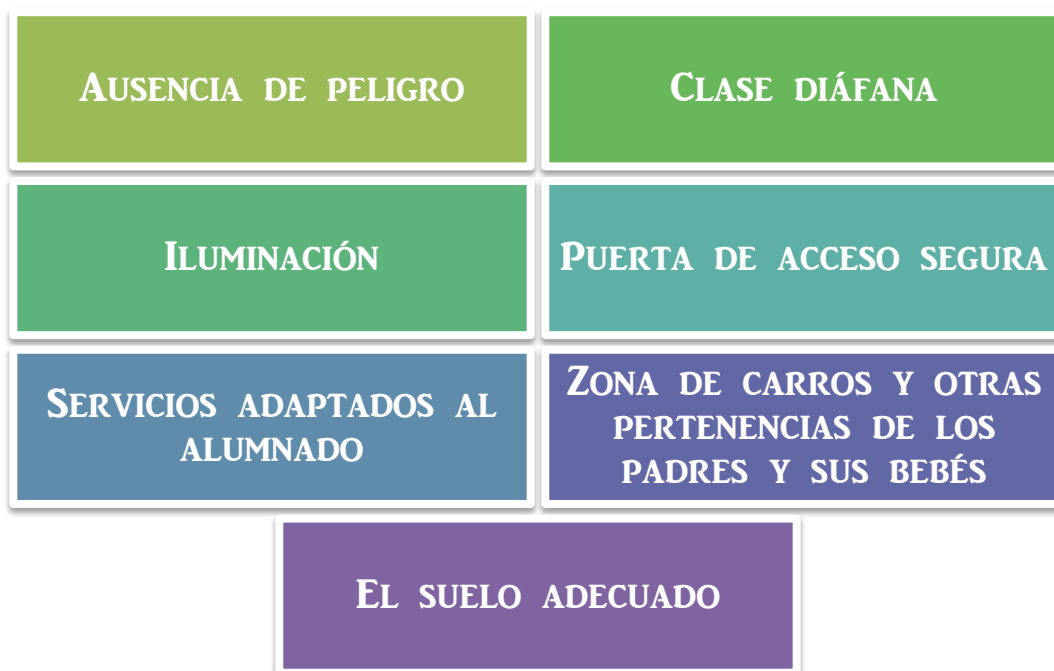 Ausencia de peligro
Clase diáfana
Iluminación
Puerta de acceso segura
Servicios adaptados al
alumnado
Zona de carros y otras
pertenencias de los
padres y sus bebés
El suelo adecuado